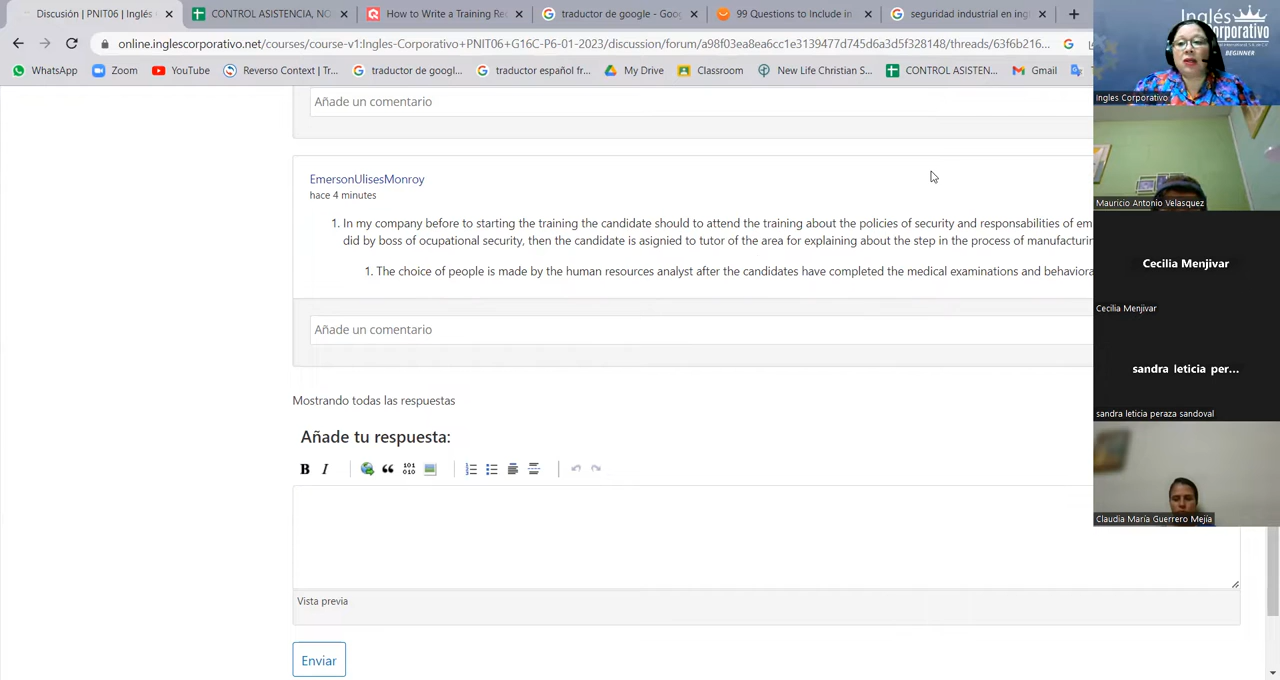 Discusión | PNIT06 | Inglés
CONTROL ASISTENCIA, NO
How to Write a Training Re
traductor de google - Goo
99 Questions to Include in
seguridad industrial en ing
online.inglescorporativo.net/courses/course-v1:Ingles-Corporativo+PNIT06+G16C-P6-01-2023/discussion/forum/a98f03ea8ea6cc1e3139477d745d6a3d5f328148/threads/63f6b216...
WhatsApp
Zoom
YouTube
Reverso Context | Tr...
traductor de googl...
traductor español fr...
My Drive
Classroom
New Life Christian S...
CONTROL ASISTEN...
Gmail
Inglés
Corporativo
BEGINNER
Ingles Corporativo
Mauricio Antonio Velasquez
Cecilia Menjivar
Cecilia Menjivar
sandra leticia per...
sandra leticia peraza sandoval
Claudia María Guerrero Mejía
Añade un comentario
EmersonUlisesMonroy
hace 4 minutes
1. In my company before to starting the training the candidate should to attend the training about the policies of security and responsabilities of em
did by boss of ocupational security, then the candidate is asignied to tutor of the area for explaining about the step in the process of manufacturin
1. The choice of people is made by the human resources analyst after the candidates have completed the medical examinations and behaviora
Añade un comentario
Mostrando todas las respuestas
Añade tu respuesta:
B I
101
010
Vista previa
Enviar